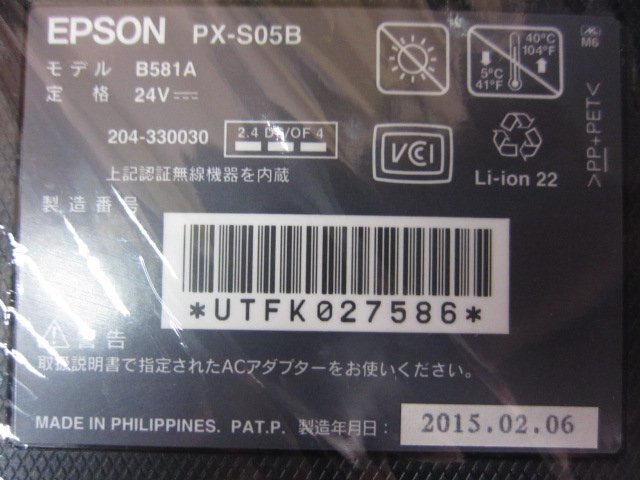 EPSON PX-S05B
モデル B581A
定格 24V⎓
204-330030 2.4 DS/OF 4
上記認証無線機器を内蔵
製造番号
*UTFK027586*
40℃
104°F
5℃
41°F
M6
VCI
Li-ion 22
>PP+PET<
警告
取扱説明書で指定されたACアダプターをお使いください。
MADE IN PHILIPPINES. PAT.P. 製造年月日: 2015.02.06